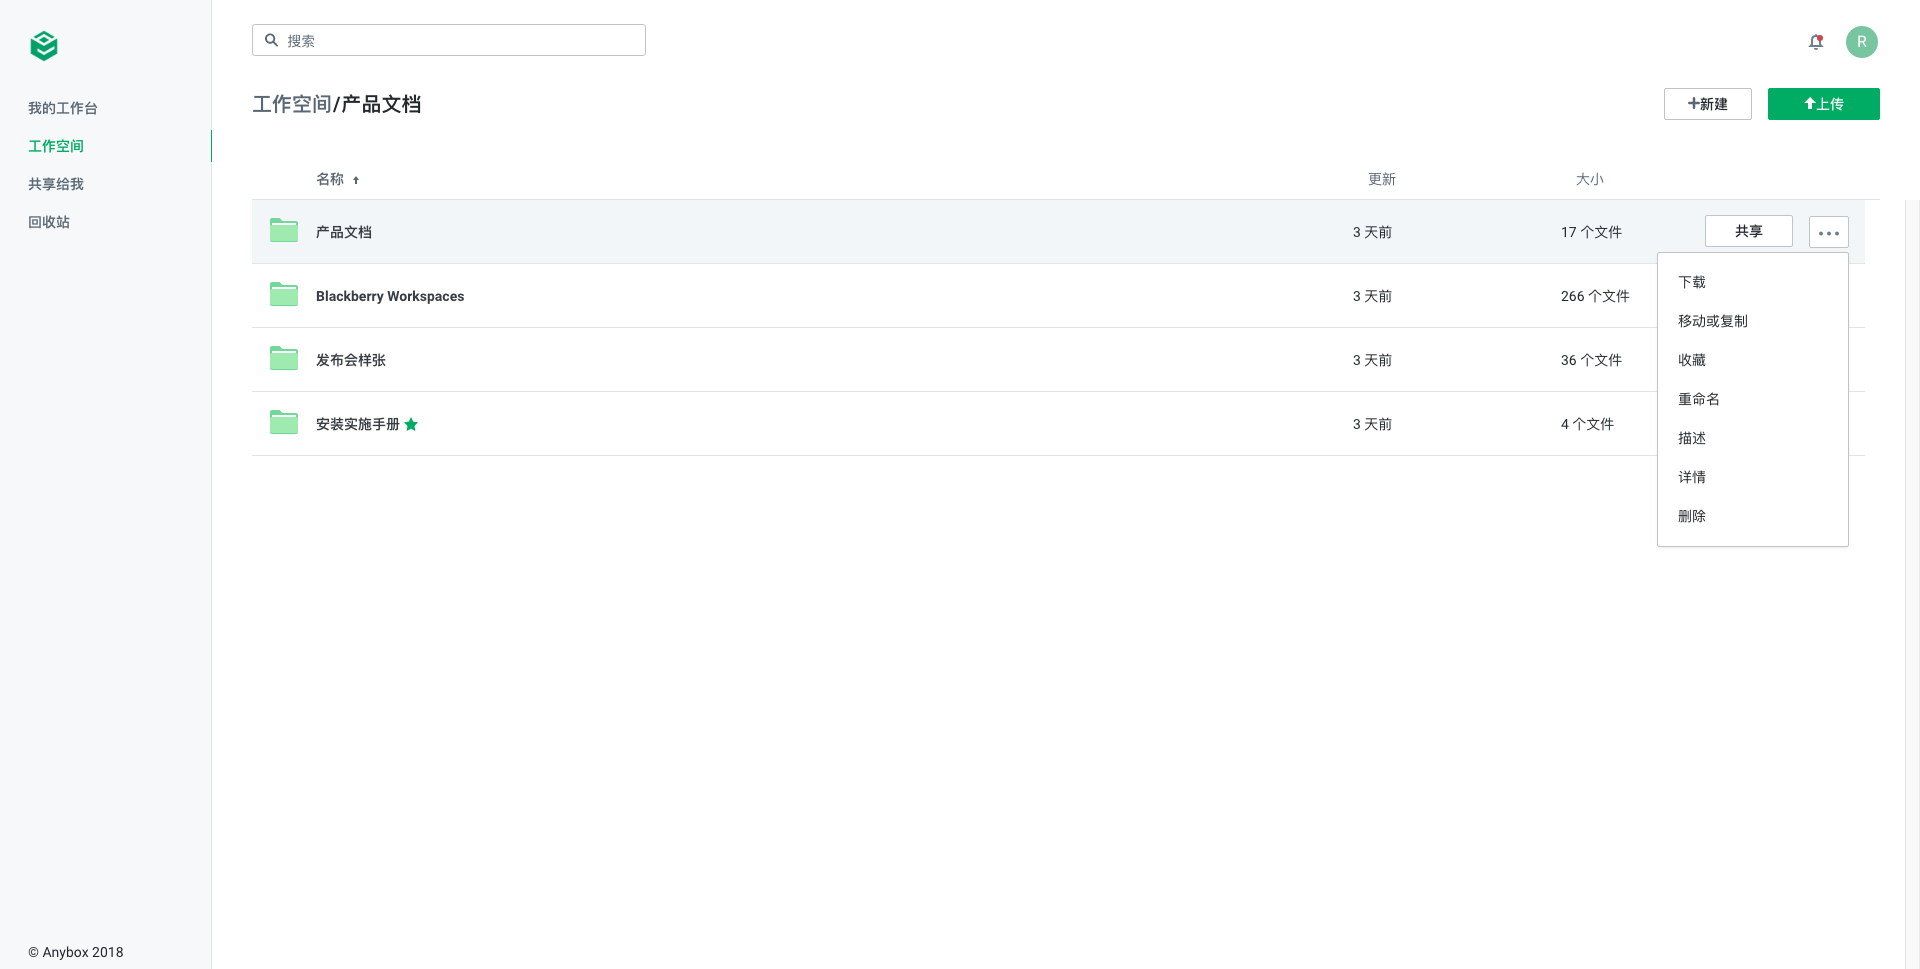 搜索
R
我的工作台
工作空间
共享给我
回收站
工作空间/产品文档
新建
上传
名称 更新 大小
产品文档 3 天前 17 个文件 共享
Blackberry Workspaces 3 天前 266 个文件
发布会样张 3 天前 36 个文件
安装实施手册 3 天前 4 个文件
下载
移动或复制
收藏
重命名
描述
详情
删除
© Anybox 2018